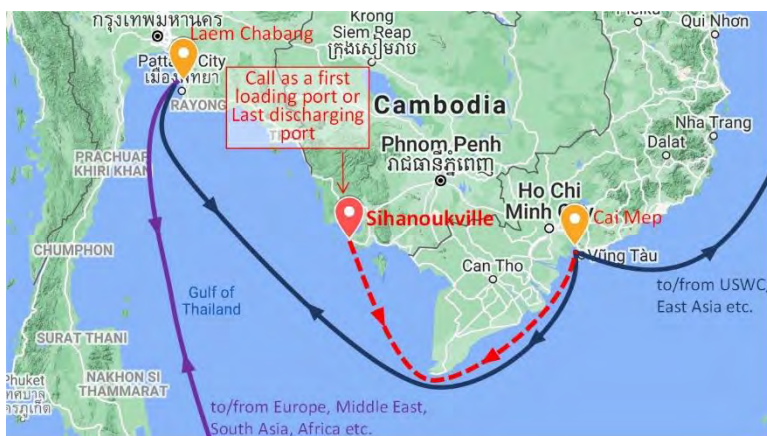 กรุงเทพมหานคร
Laem Chabang
Pattaya City
เมืองพัทยา
RAYONG
Krong
Siem Reap
ក្រុងសៀមរាប
Qui Nhơn
Call as a first
loading port or
Last discharging
port
Cambodia
Nha Trang
Dalat
PRACHUAP
KHIRI KHAN
Phnom Penh
រាជធានីភ្នំពេញ
Ho Chi
Minh City
Sihanoukville
Cai Mep
CHUMPHON
Can Tho
Vũng Tàu
Gulf of
Thailand
to/from USWC,
East Asia etc.
SURAT THANI
Phuket
NAKHON SI
THAMMARAT
to/from Europe, Middle East,
South Asia, Africa etc.